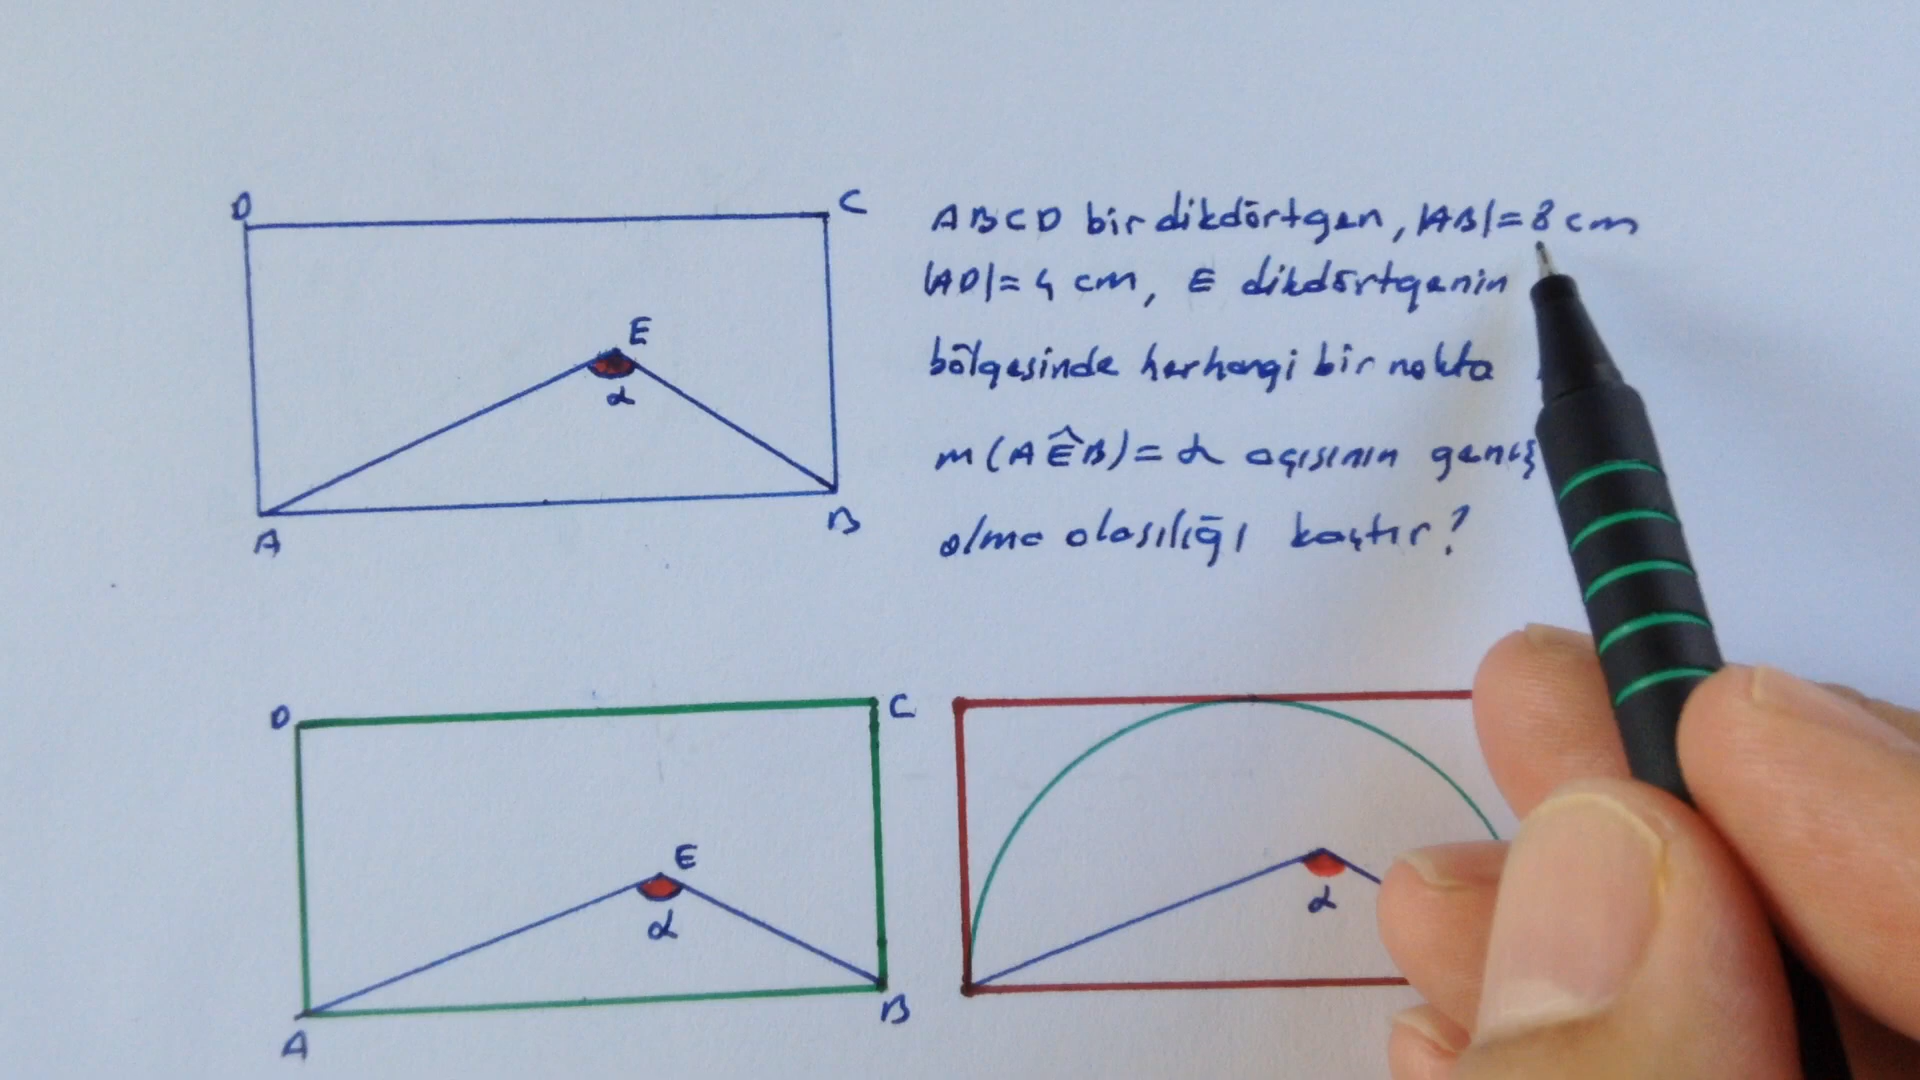 D
C
ABCD bir dikdörtgen, |AB|=8 cm
|AD|=4 cm, E dikdörtgenin
E
bölgesinde herhangi bir nokta
α
m(AÊB)=α açısının geniş
A
B
olma olasılığı kaçtır?
D
C
E
α
α
A
B